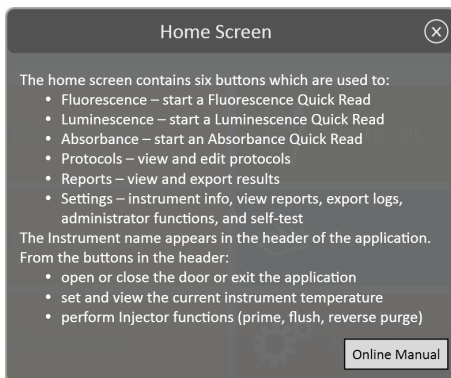 Home Screen
The home screen contains six buttons which are used to:
• Fluorescence – start a Fluorescence Quick Read
• Luminescence – start a Luminescence Quick Read
• Absorbance – start an Absorbance Quick Read
• Protocols – view and edit protocols
• Reports – view and export results
• Settings – instrument info, view reports, export logs,
administrator functions, and self-test
The Instrument name appears in the header of the application.
From the buttons in the header:
• open or close the door or exit the application
• set and view the current instrument temperature
• perform Injector functions (prime, flush, reverse purge)
Online Manual